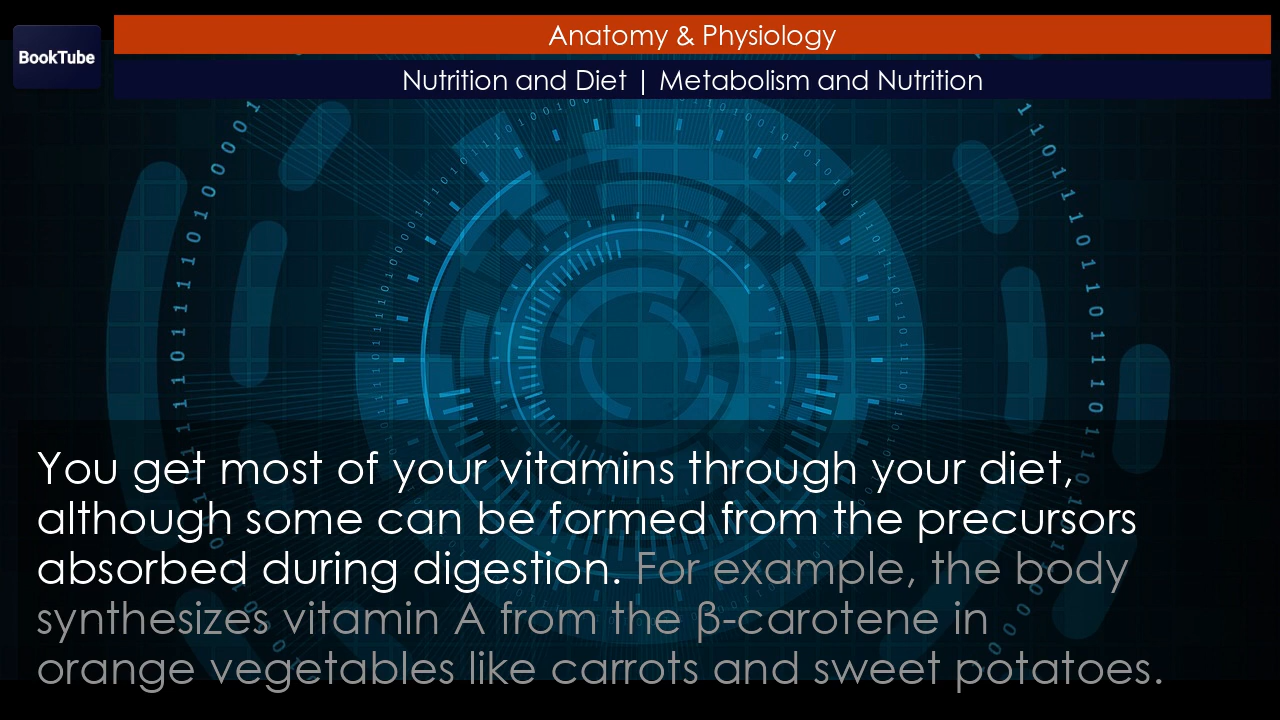 BookTube
Anatomy & Physiology
Nutrition and Diet | Metabolism and Nutrition
You get most of your vitamins through your diet,
although some can be formed from the precursors
absorbed during digestion. For example, the body
synthesizes vitamin A from the β-carotene in
orange vegetables like carrots and sweet potatoes.